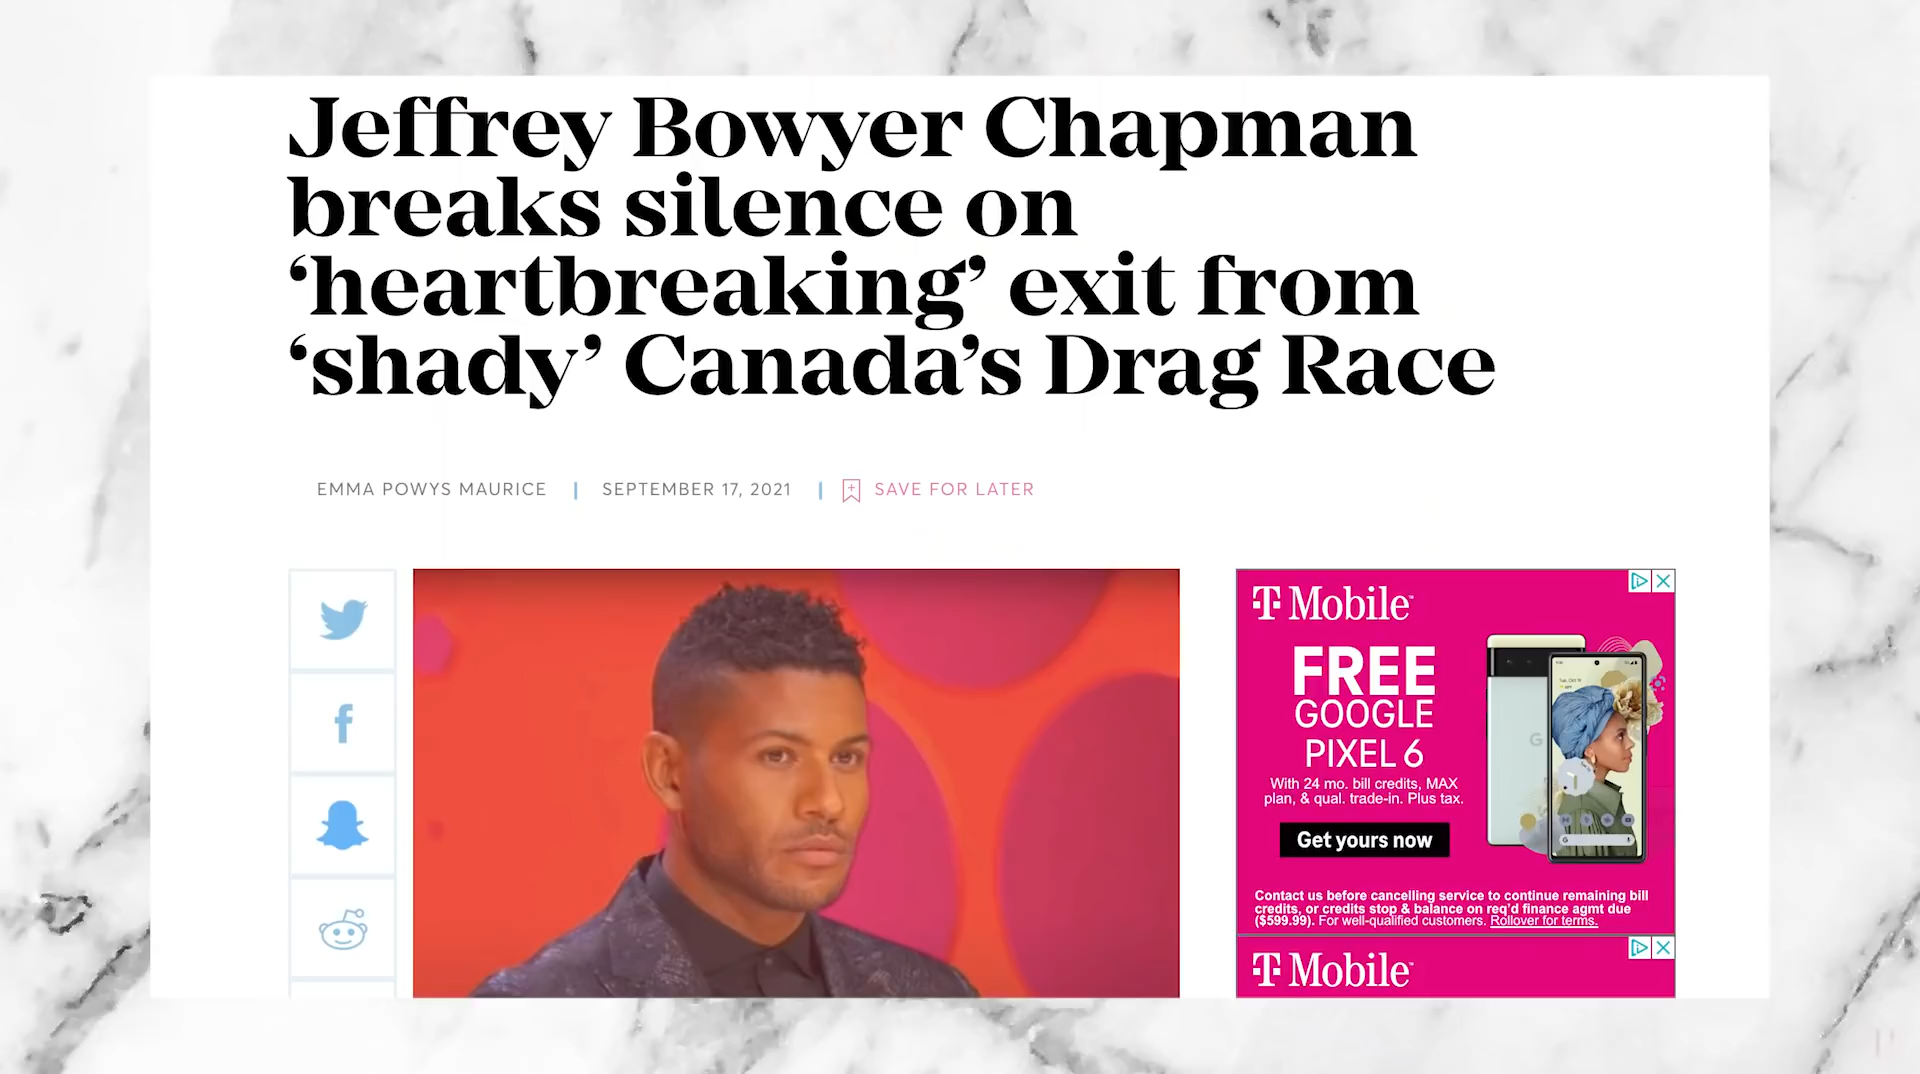 Jeffrey Bowyer Chapman
breaks silence on
‘heartbreaking’ exit from
‘shady’ Canada’s Drag Race
EMMA POWYS MAURICE | SEPTEMBER 17, 2021 | SAVE FOR LATER
T Mobile
FREE
GOOGLE
PIXEL 6
With 24 mo. bill credits, MAX
plan, & qual. trade-in. Plus tax.
Get yours now
Contact us before cancelling service to continue remaining bill
credits, or credits stop & balance on req'd finance agmt due
($599.99). For well-qualified customers. Rollover for terms.
T Mobile